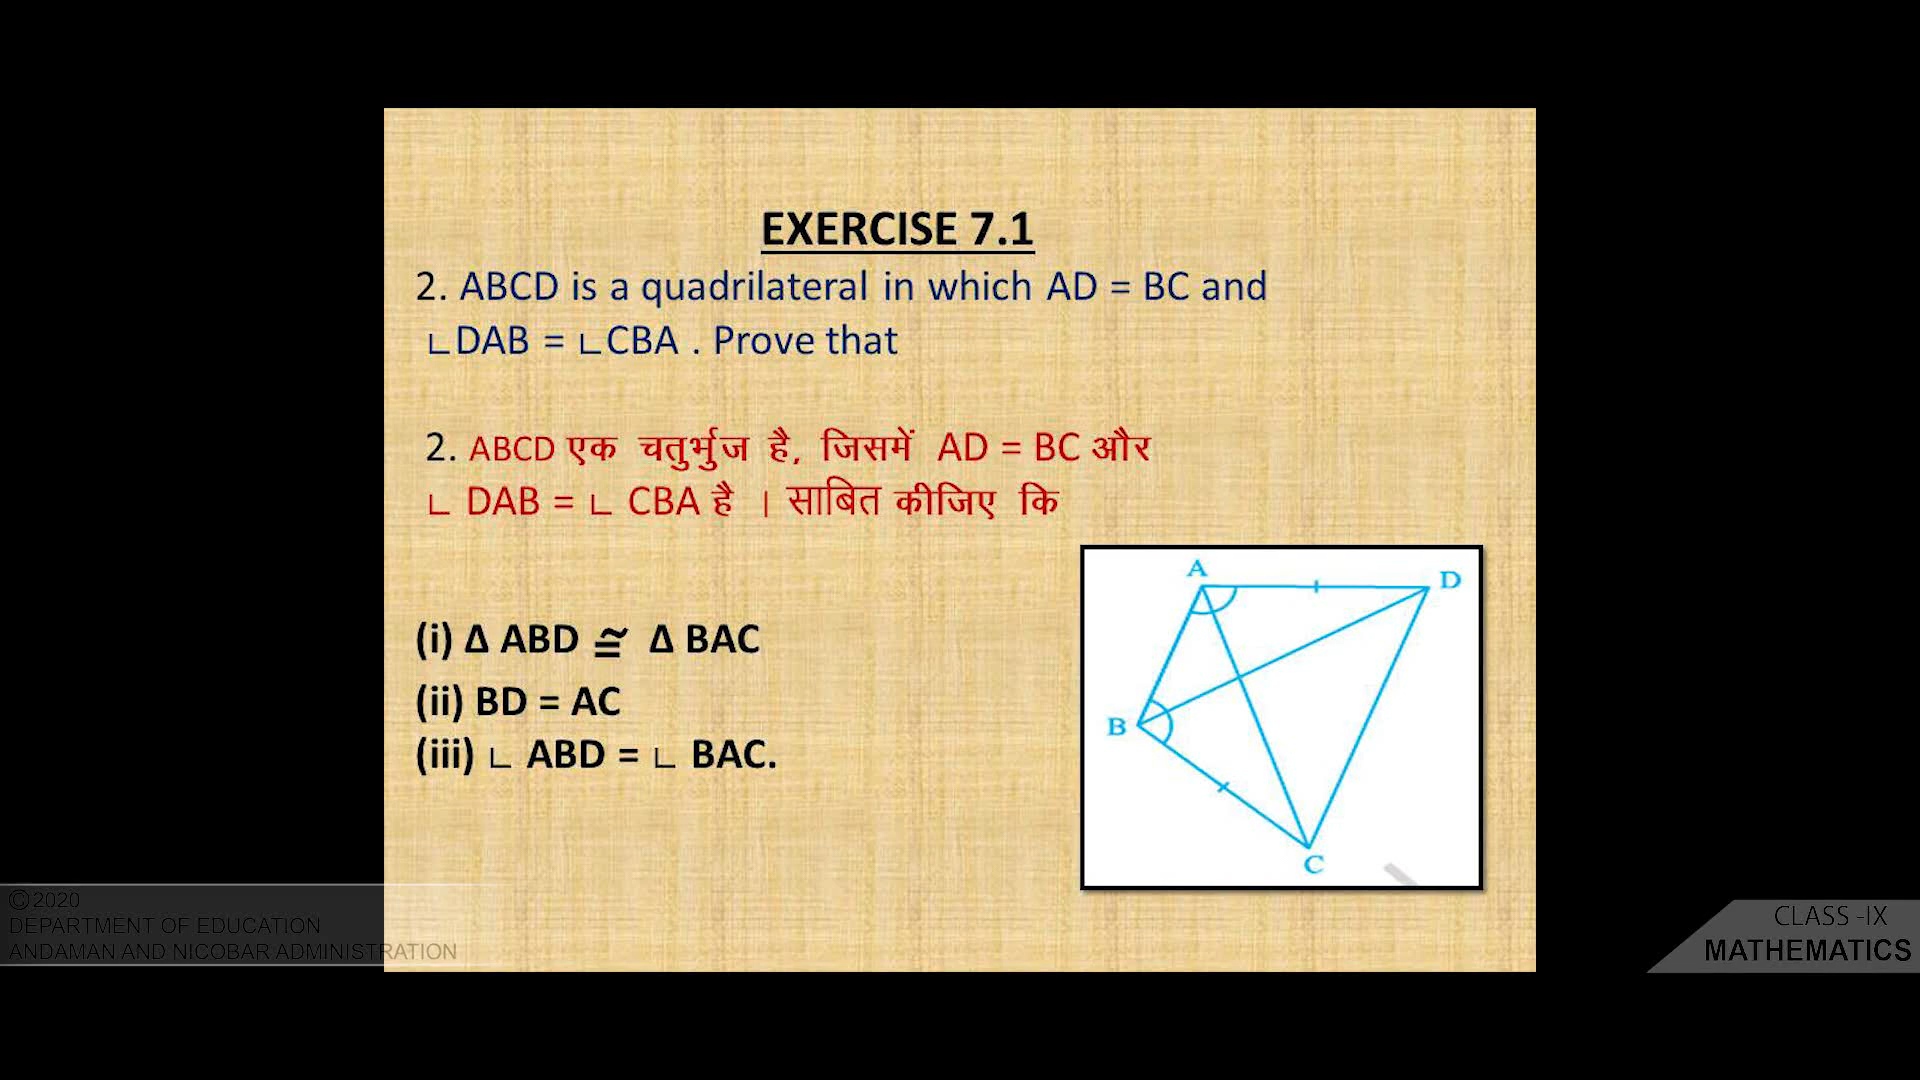 EXERCISE 7.1
2. ABCD is a quadrilateral in which AD = BC and
∟DAB = ∟CBA . Prove that
2. ABCD एक चतुर्भुज है, जिसमें AD = BC और
∟ DAB = ∟ CBA है । साबित कीजिए कि
(i) Δ ABD ≅ Δ BAC
(ii) BD = AC
(iii) ∟ ABD = ∟ BAC.
A
D
B
C
©2020
DEPARTMENT OF EDUCATION
ANDAMAN AND NICOBAR ADMINISTRATION
CLASS -IX
MATHEMATICS